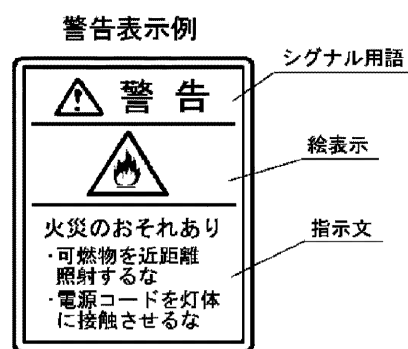 警告表示例
警告
シグナル用語
絵表示
火災のおそれあり
・可燃物を近距離
照射するな
・電源コードを灯体
に接触させるな
指示文